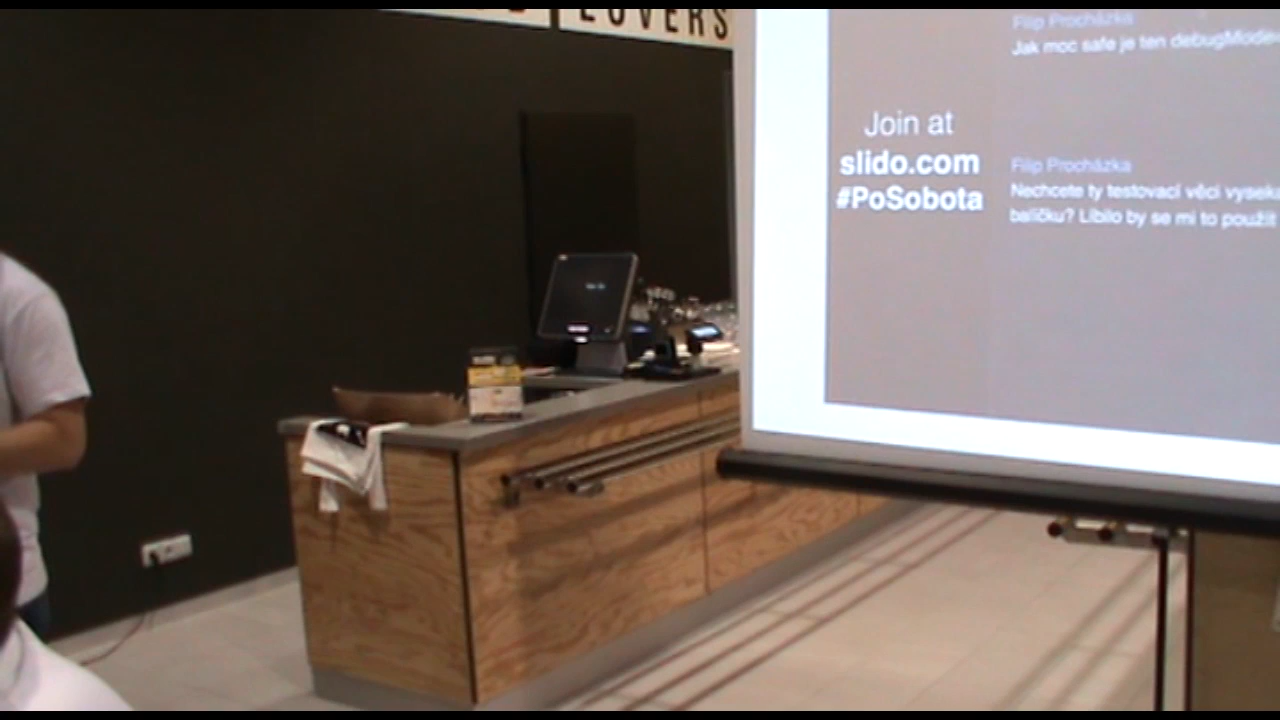 LOVERS
Filip Procházka
Jak moc safe je ten debugMode
Join at
slido.com
#PoSobota
Filip Procházka
Nechcete ty testovací věci vyseka
balíčku? Líbilo by se mi to použít